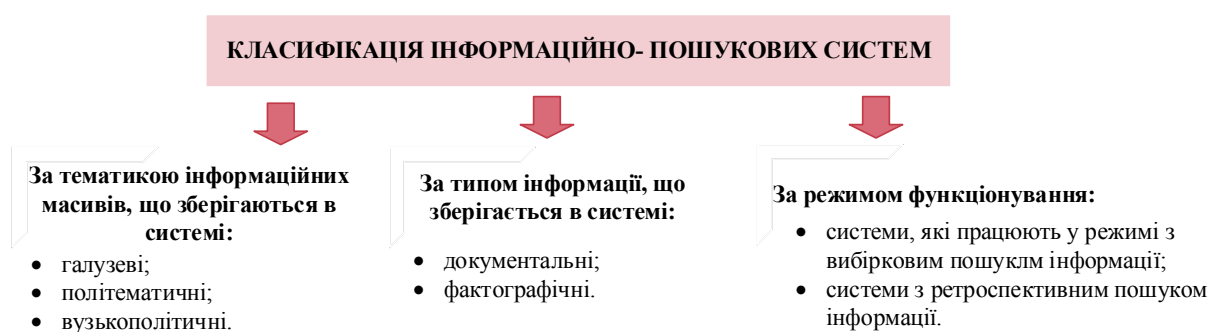 КЛАСИФІКАЦІЯ ІНФОРМАЦІЙНО- ПОШУКОВИХ СИСТЕМ
За тематикою інформаційних
масивів, що зберігаються в
системі:
• галузеві;
• політематичні;
• вузькополітичні.
За типом інформації, що
зберігається в системі:
• документальні;
• фактографічні.
За режимом функціонування:
• системи, які працюють у режимі з
вибірковим пошуклм інформації;
• системи з ретроспективним пошуком
інформації.